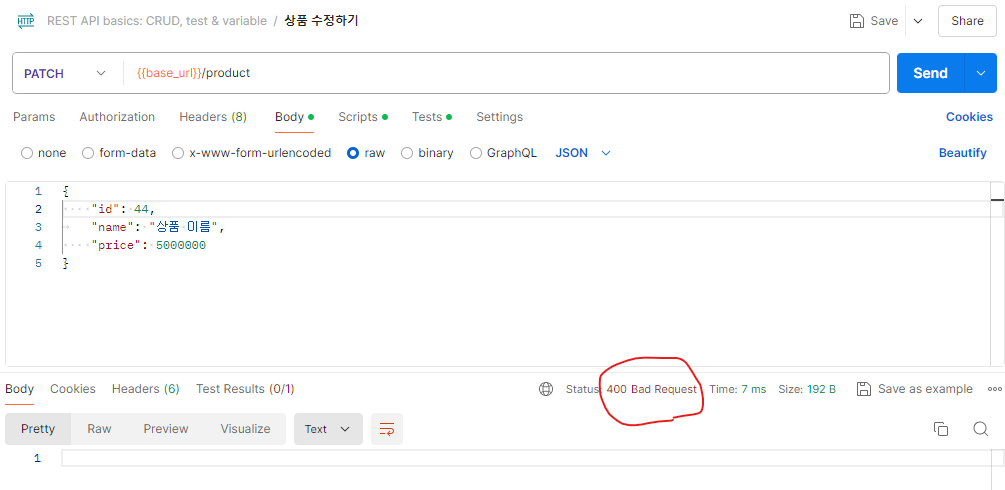 HTTP REST API basics: CRUD, test & variable / 상품 수정하기 Save Share
PATCH {{base_url}}/product Send
Params Authorization Headers (8) Body Scripts Tests Settings Cookies
none form-data x-www-form-urlencoded raw binary GraphQL JSON Beautify
1 {
2 "id": 44,
3 "name": "상품 이름",
4 "price": 5000000
5 }
Body Cookies Headers (6) Test Results (0/1) Status: 400 Bad Request Time: 7 ms Size: 192 B Save as example
Pretty Raw Preview Visualize Text
1